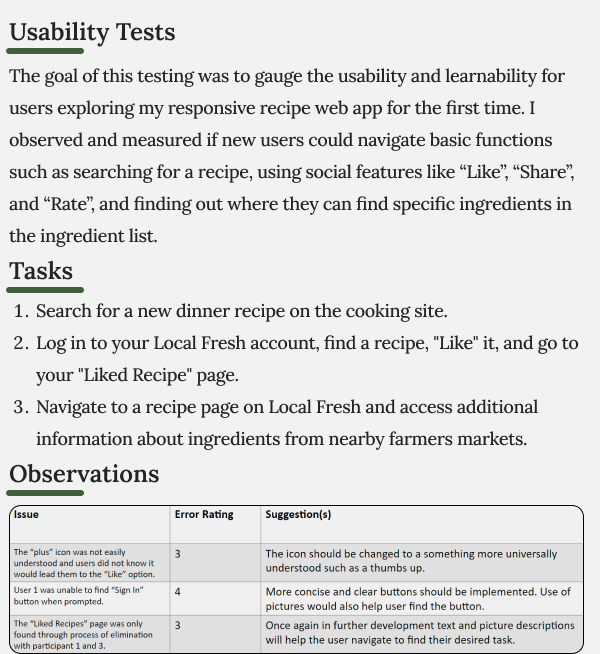 Usability Tests
The goal of this testing was to gauge the usability and learnability for
users exploring my responsive recipe web app for the first time. I
observed and measured if new users could navigate basic functions
such as searching for a recipe, using social features like “Like”, “Share”,
and “Rate”, and finding out where they can find specific ingredients in
the ingredient list.
Tasks
1. Search for a new dinner recipe on the cooking site.
2. Log in to your Local Fresh account, find a recipe, "Like" it, and go to
your "Liked Recipe" page.
3. Navigate to a recipe page on Local Fresh and access additional
information about ingredients from nearby farmers markets.
Observations
Issue
Error Rating
Suggestion(s)
The “plus” icon was not easily
understood and users did not know it
would lead them to the “Like” option.
3
The icon should be changed to a something more universally
understood such as a thumbs up.
User 1 was unable to find “Sign In”
button when prompted.
4
More concise and clear buttons should be implemented. Use of
pictures would also help user find the button.
The “Liked Recipes” page was only
found through process of elimination
with participant 1 and 3.
3
Once again in further development text and picture descriptions
will help the user navigate to find their desired task.